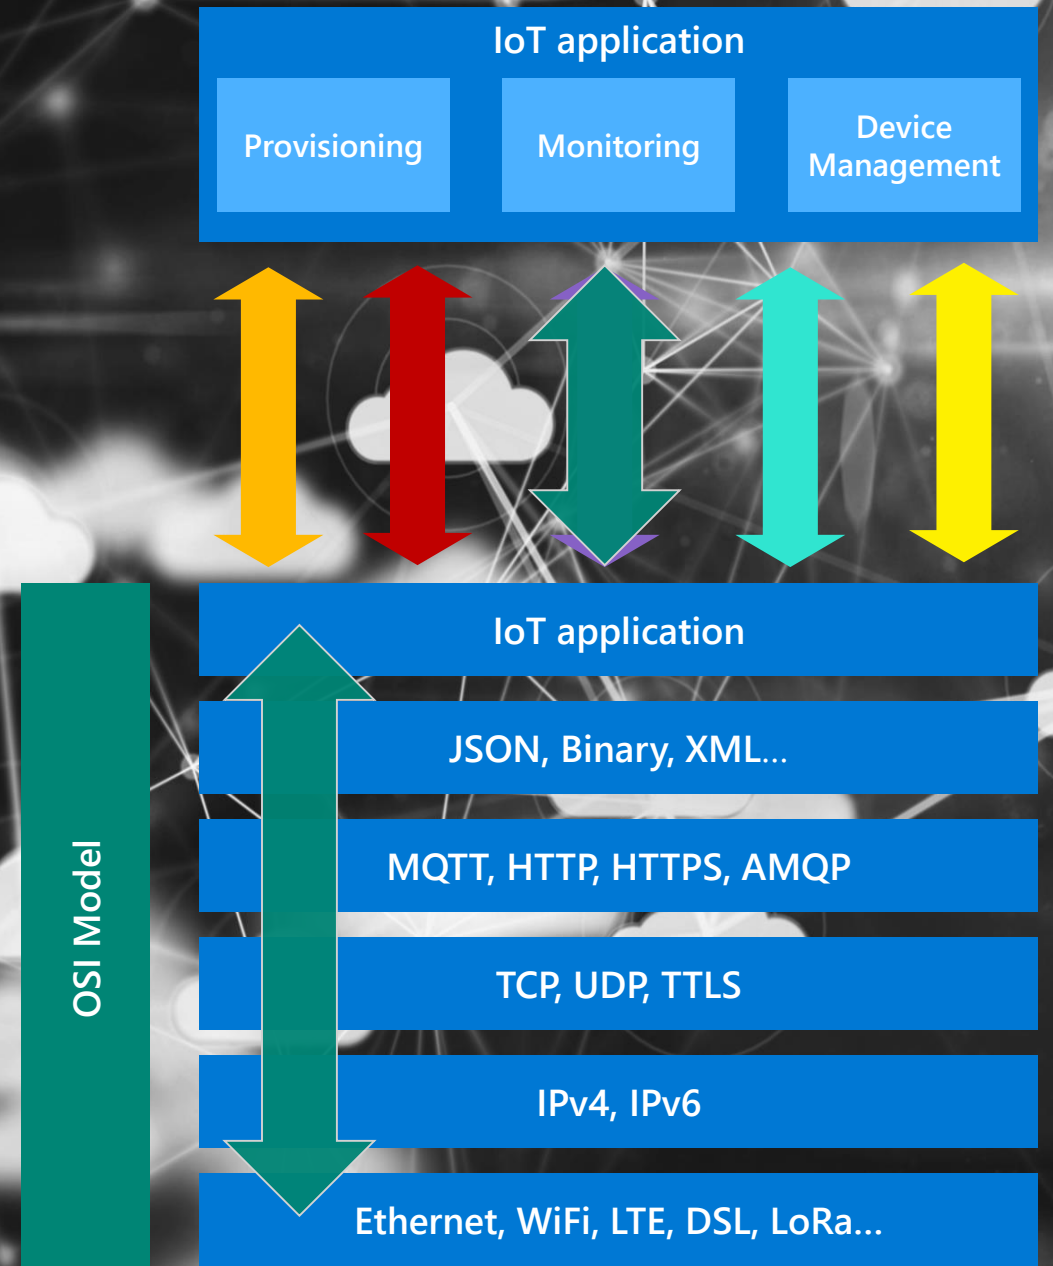 IoT application
Provisioning
Monitoring
Device
Management
IoT application
JSON, Binary, XML...
MQTT, HTTP, HTTPS, AMQP
TCP, UDP, TTLS
IPv4, IPv6
Ethernet, WiFi, LTE, DSL, LoRa...
OSI Model